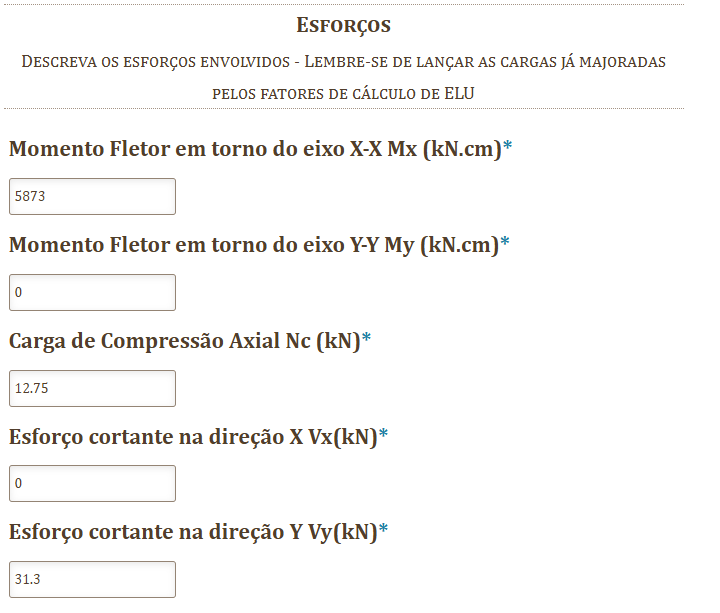 Esforços
Descreva os esforços envolvidos - Lembre-se de lançar as cargas já majoradas
pelos fatores de cálculo de ELU
Momento Fletor em torno do eixo X-X Mx (kN.cm)*
5873
Momento Fletor em torno do eixo Y-Y My (kN.cm)*
0
Carga de Compressão Axial Nc (kN)*
12.75
Esforço cortante na direção X Vx(kN)*
0
Esforço cortante na direção Y Vy(kN)*
31.3